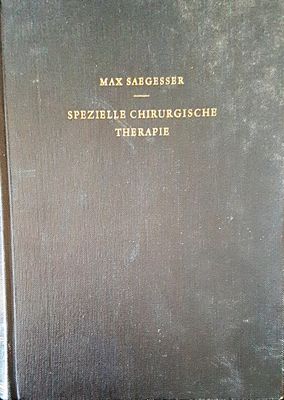 MAX SAEGESSER
SPEZIELLE CHIRURGISCHE
THERAPIE